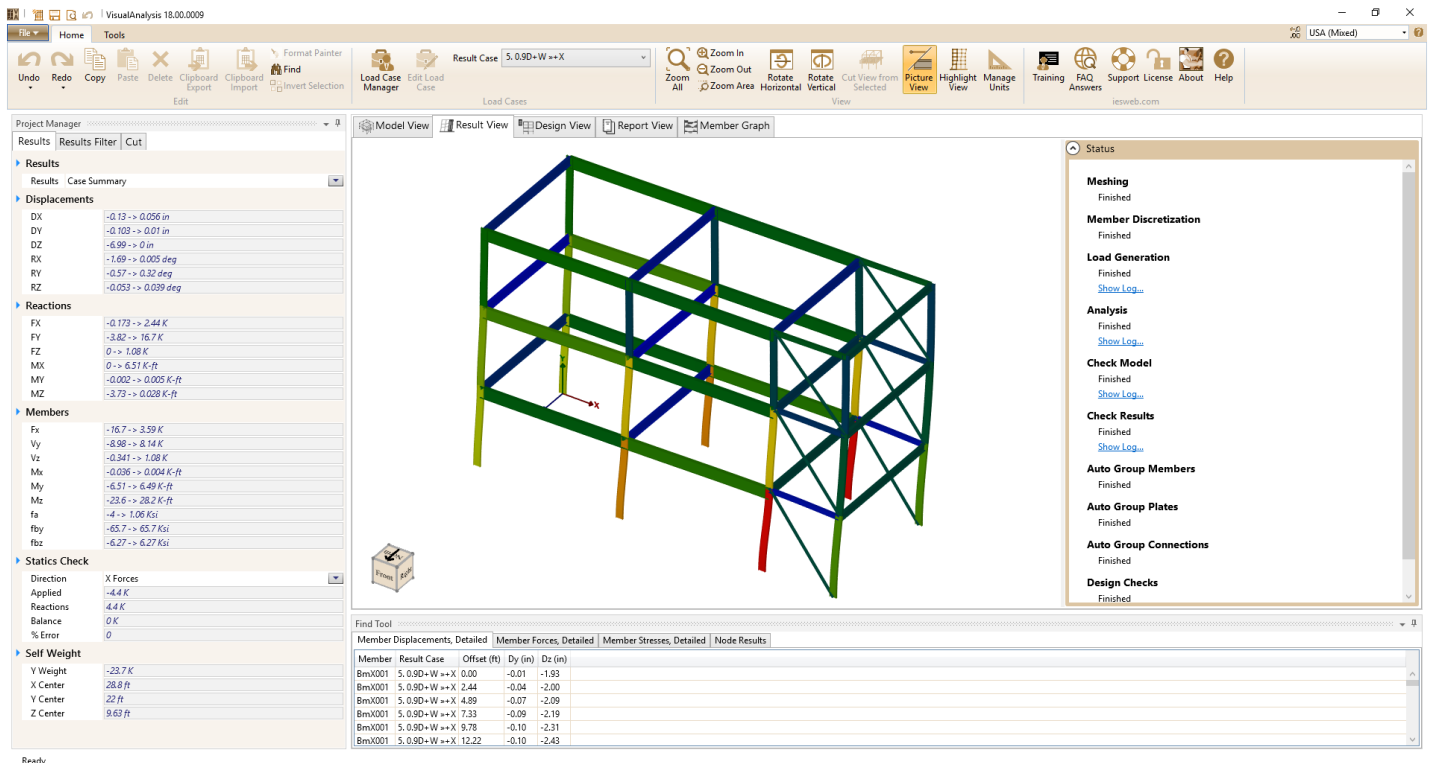 VisualAnalysis 18.00.0009
File Home Tools USA (Mixed)
Undo Redo Copy Paste Delete Clipboard Export Clipboard Import Format Painter Find Invert Selection
Edit
Load Case Manager Edit Load Case Result Case 5. 0.9D+W »+X
Load Cases
Zoom All Zoom In Zoom Out Zoom Area Rotate Horizontal Rotate Vertical Cut View from Selected Picture View Highlight View Manage Units
View
Training FAQ Answers Support License About Help
iesweb.com
Project Manager
Results Results Filter Cut
Results
Results Case Summary
Displacements
DX -0.13 -> 0.056 in
DY -0.103 -> 0.01 in
DZ -6.99 -> 0 in
RX -1.69 -> 0.005 deg
RY -0.57 -> 0.32 deg
RZ -0.053 -> 0.039 deg
Reactions
FX -0.173 -> 2.44 K
FY -3.82 -> 16.7 K
FZ 0 -> 1.08 K
MX 0 -> 6.51 K-ft
MY -0.002 -> 0.005 K-ft
MZ -3.73 -> 0.028 K-ft
Members
Fx -16.7 -> 3.59 K
Vy -8.98 -> 8.14 K
Vz -0.341 -> 1.08 K
Mx -0.036 -> 0.004 K-ft
My -6.51 -> 6.49 K-ft
Mz -23.6 -> 28.2 K-ft
fa -4 -> 1.06 Ksi
fby -65.7 -> 65.7 Ksi
fbz -6.27 -> 6.27 Ksi
Statics Check
Direction X Forces
Applied -4.4 K
Reactions 4.4 K
Balance 0 K
% Error 0
Self Weight
Y Weight -23.7 K
X Center 28.8 ft
Y Center 22 ft
Z Center 9.63 ft
Model View Result View Design View Report View Member Graph
Y
X
Front
Status
Meshing
Finished
Member Discretization
Finished
Load Generation
Finished
Show Log...
Analysis
Finished
Show Log...
Check Model
Finished
Show Log...
Check Results
Finished
Show Log...
Auto Group Members
Finished
Auto Group Plates
Finished
Auto Group Connections
Finished
Design Checks
Finished
Find Tool
Member Displacements, Detailed Member Forces, Detailed Member Stresses, Detailed Node Results
Member Result Case Offset (ft) Dy (in) Dz (in)
BmX001 5. 0.9D+W »+X 0.00 -0.01 -1.93
BmX001 5. 0.9D+W »+X 2.44 -0.04 -2.00
BmX001 5. 0.9D+W »+X 4.89 -0.07 -2.09
BmX001 5. 0.9D+W »+X 7.33 -0.09 -2.19
BmX001 5. 0.9D+W »+X 9.78 -0.10 -2.31
BmX001 5. 0.9D+W »+X 12.22 -0.10 -2.43
Ready